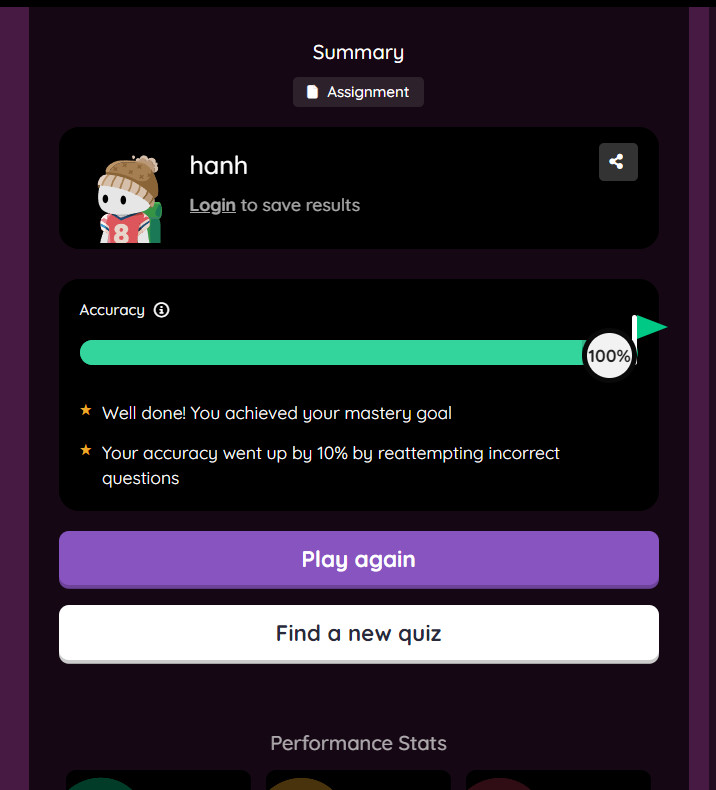 Summary
Assignment
hanh
Login to save results
8
Accuracy
100%
Well done! You achieved your mastery goal
Your accuracy went up by 10% by reattempting incorrect
questions
Play again
Find a new quiz
Performance Stats